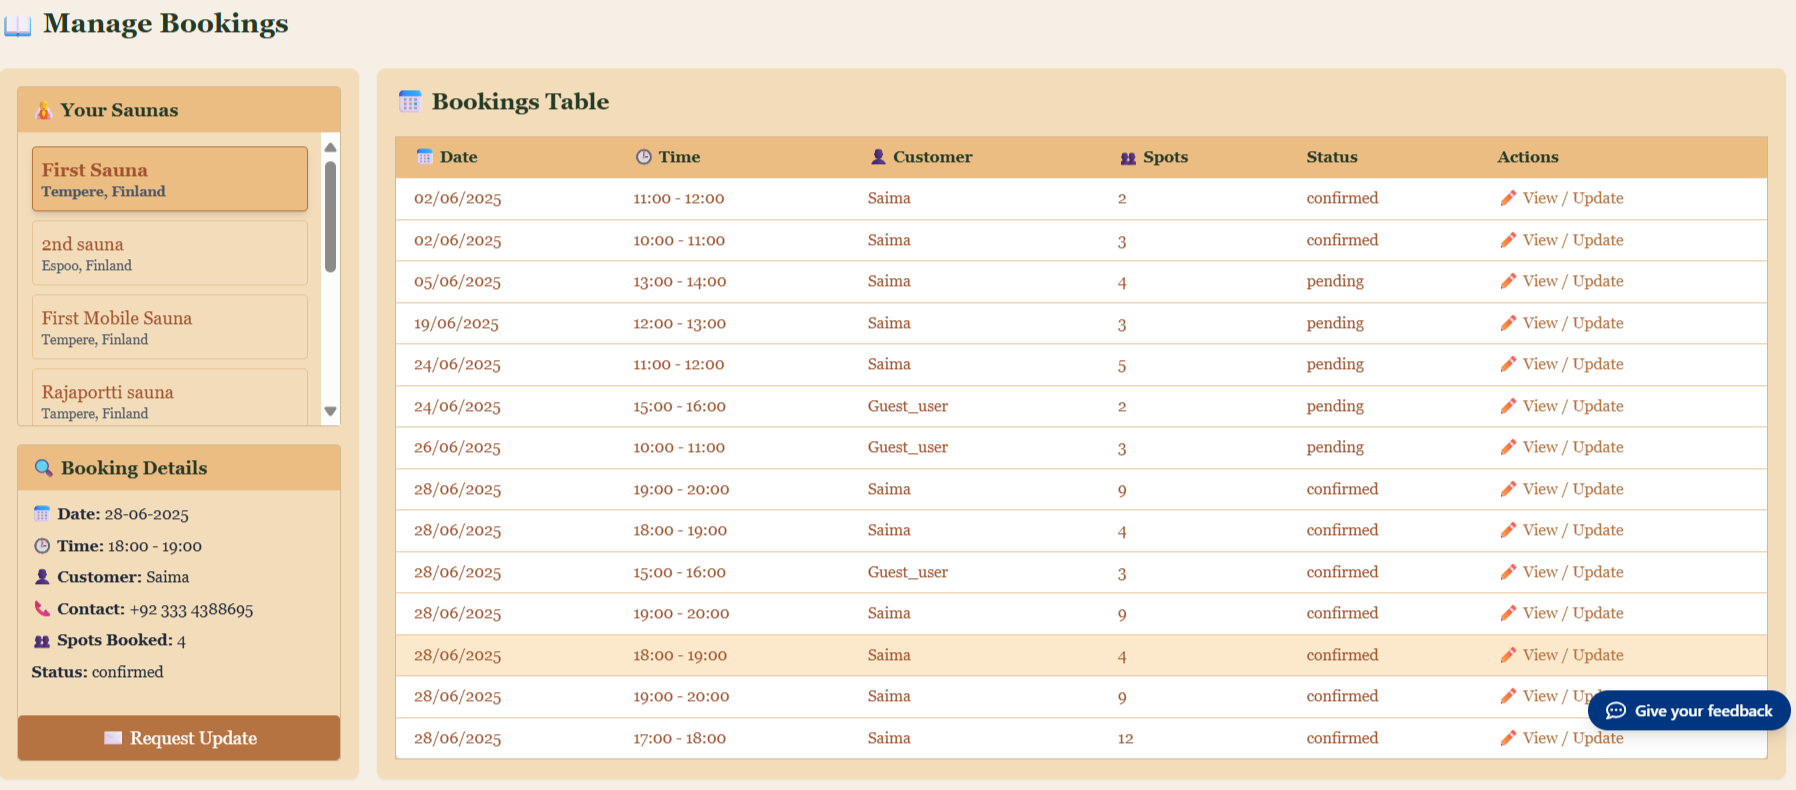 Manage Bookings
Your Saunas
First Sauna
Tempere, Finland
2nd sauna
Espoo, Finland
First Mobile Sauna
Tempere, Finland
Rajaportti sauna
Tampere, Finland
Booking Details
Date: 28-06-2025
Time: 18:00 - 19:00
Customer: Saima
Contact: +92 333 4388695
Spots Booked: 4
Status: confirmed
Request Update
Bookings Table
Date Time Customer Spots Status Actions
02/06/2025 11:00 - 12:00 Saima 2 confirmed View / Update
02/06/2025 10:00 - 11:00 Saima 3 confirmed View / Update
05/06/2025 13:00 - 14:00 Saima 4 pending View / Update
19/06/2025 12:00 - 13:00 Saima 3 pending View / Update
24/06/2025 11:00 - 12:00 Saima 5 pending View / Update
24/06/2025 15:00 - 16:00 Guest_user 2 pending View / Update
26/06/2025 10:00 - 11:00 Guest_user 3 pending View / Update
28/06/2025 19:00 - 20:00 Saima 9 confirmed View / Update
28/06/2025 18:00 - 19:00 Saima 4 confirmed View / Update
28/06/2025 15:00 - 16:00 Guest_user 3 confirmed View / Update
28/06/2025 19:00 - 20:00 Saima 9 confirmed View / Update
28/06/2025 18:00 - 19:00 Saima 4 confirmed View / Update
28/06/2025 19:00 - 20:00 Saima 9 confirmed View /
28/06/2025 17:00 - 18:00 Saima 12 confirmed View / Update
Give your feedback